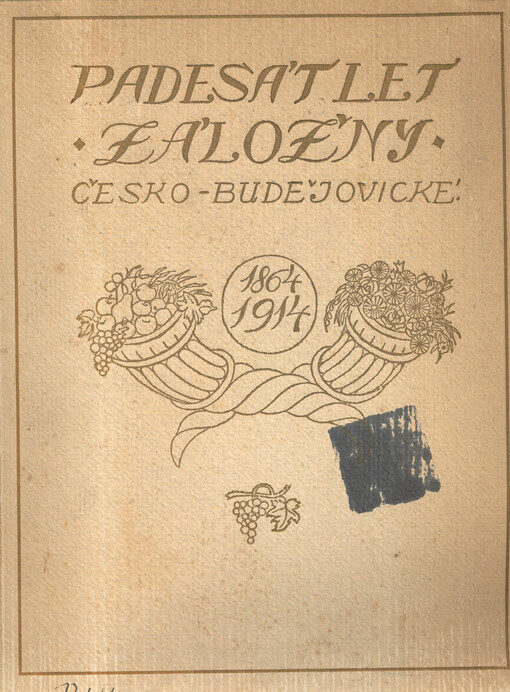 PADESÁT LET
· ZÁLOŽNY ·
ČESKO-BUDĚJOVICKÉ.
1864
1914